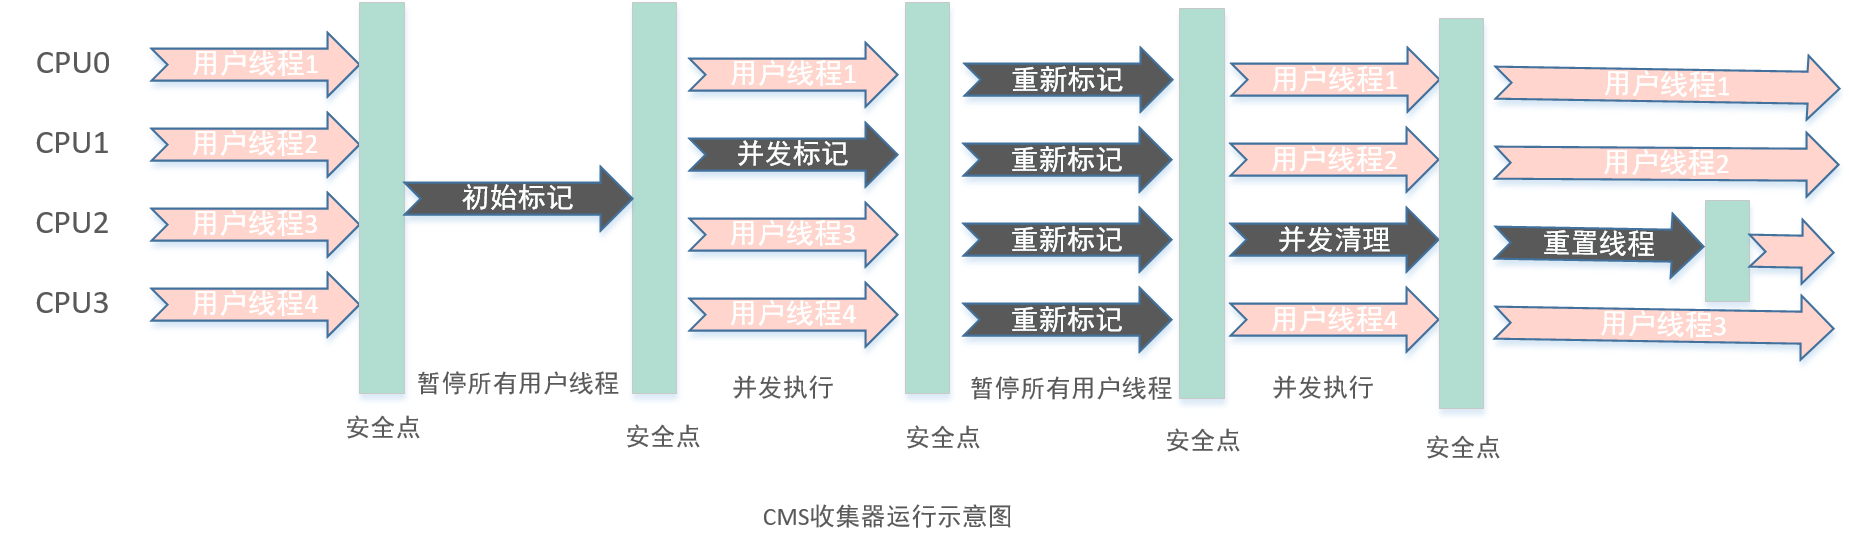 CPU0 用户线程1 用户线程1 重新标记 用户线程1 用户线程1
CPU1 用户线程2 并发标记 重新标记 用户线程2 用户线程2
初始标记
CPU2 用户线程3 用户线程3 重新标记 并发清理 重置线程
CPU3 用户线程4 用户线程4 重新标记 用户线程4 用户线程3
暂停所有用户线程 并发执行 暂停所有用户线程 并发执行
安全点 安全点 安全点 安全点 安全点
CMS收集器运行示意图